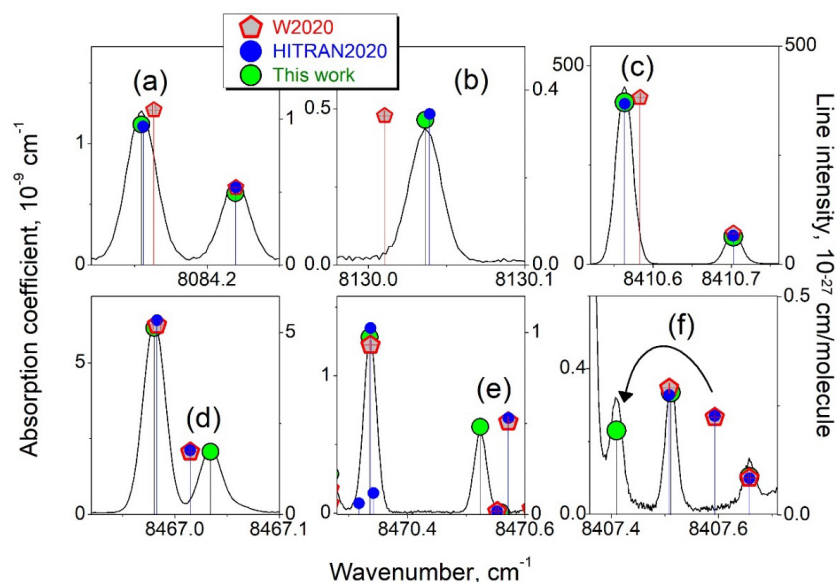 W2020
HITRAN2020
This work
(a)
1
0
8084.2
1
0
(b)
0.5
0.0
8130.0
8130.1
0.4
0.0
(c)
500
0
8410.6
8410.7
500
0
(d)
5
0
8467.0
8467.1
5
0
(e)
1
0
8470.4
8470.6
1
0
(f)
0.4
0.0
8407.4
8407.6
0.5
0.0
Absorption coefficient, 10⁻⁹ cm⁻¹
Line intensity, 10⁻²⁷ cm/molecule
Wavenumber, cm⁻¹